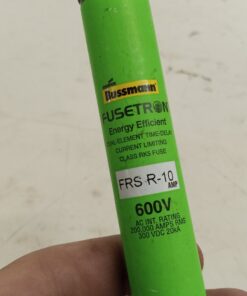 Bussmann
FUSETRON
Energy Efficient
DUAL-ELEMENT TIME-DELAY
CURRENT LIMITING
CLASS RK5 FUSE
FRS R-10 AMP
600V
AC INT. RATING
200,000 AMPS RMS
300 VDC 20kA